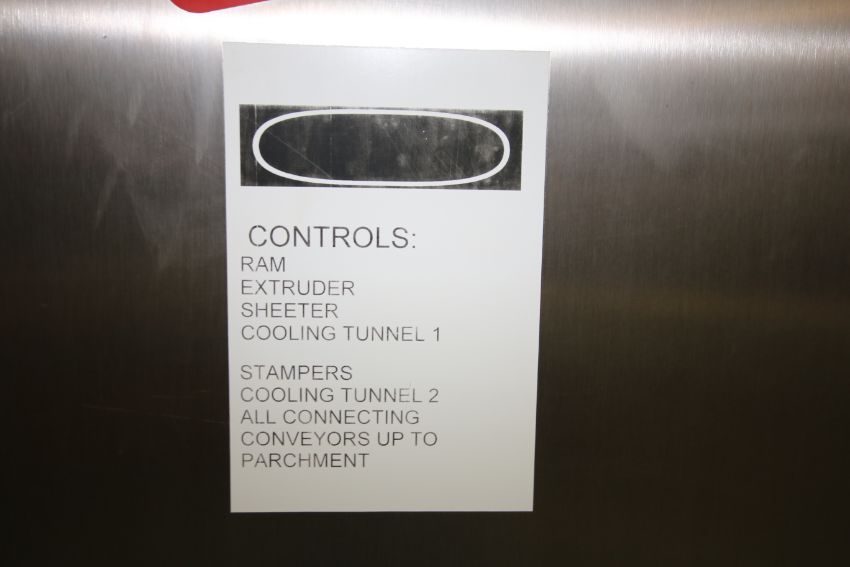 CONTROLS:
RAM
EXTRUDER
SHEETER
COOLING TUNNEL 1
STAMPERS
COOLING TUNNEL 2
ALL CONNECTING
CONVEYORS UP TO
PARCHMENT